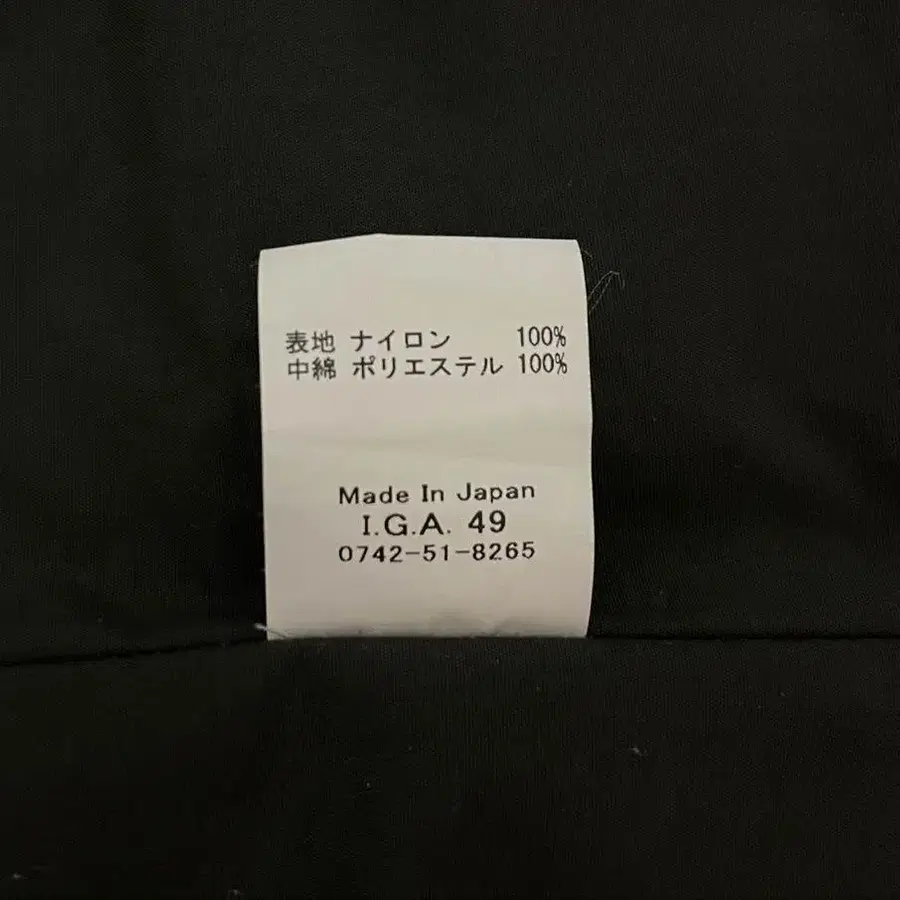 表地 ナイロン 100%
中綿 ポリエステル 100%
Made In Japan
I.G.A. 49
0742-51-8265